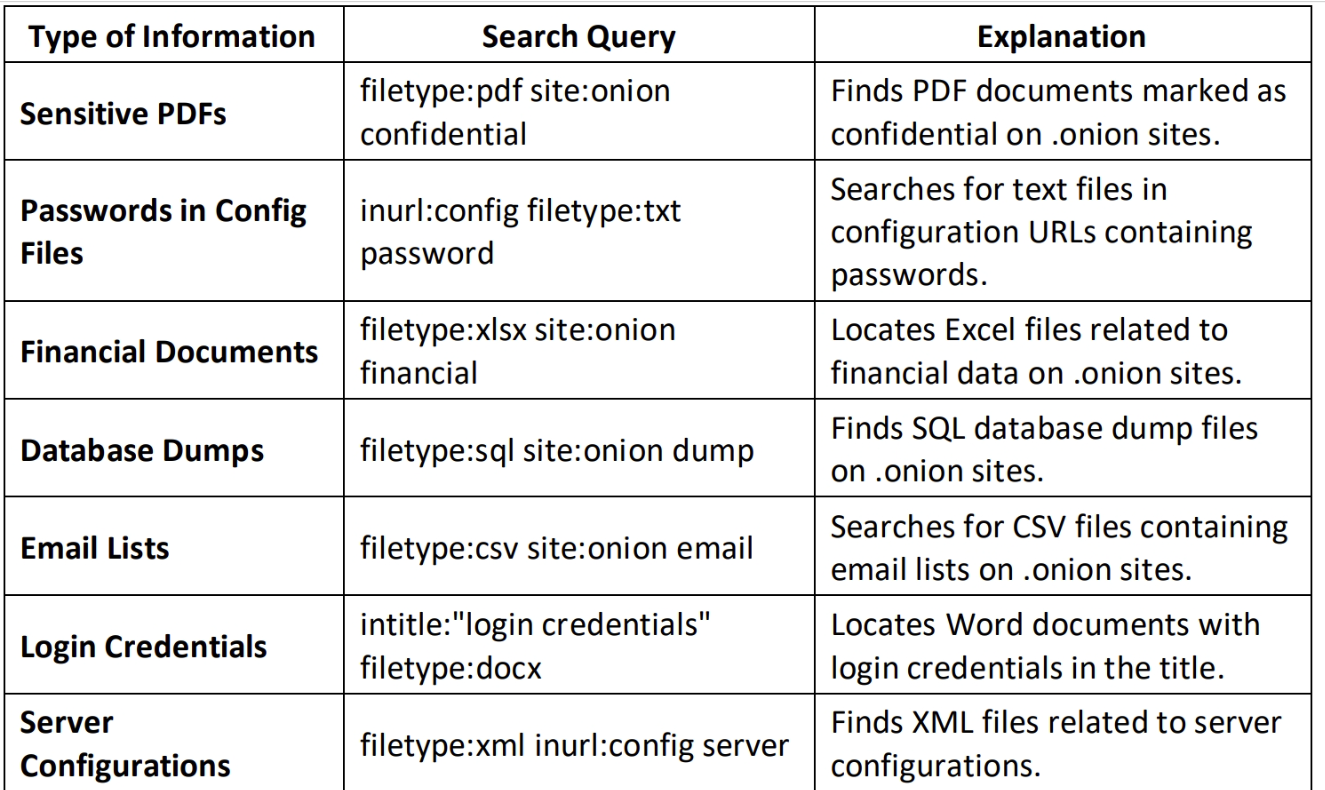 Type of Information
Search Query
Explanation
Sensitive PDFs
filetype:pdf site:onion
confidential
Finds PDF documents marked as
confidential on .onion sites.
Passwords in Config
Files
inurl:config filetype:txt
password
Searches for text files in
configuration URLs containing
passwords.
Financial Documents
filetype:xlsx site:onion
financial
Locates Excel files related to
financial data on .onion sites.
Database Dumps
filetype:sql site:onion dump
Finds SQL database dump files
on .onion sites.
Email Lists
filetype:csv site:onion email
Searches for CSV files containing
email lists on .onion sites.
Login Credentials
intitle:"login credentials"
filetype:docx
Locates Word documents with
login credentials in the title.
Server
Configurations
filetype:xml inurl:config server
Finds XML files related to server
configurations.